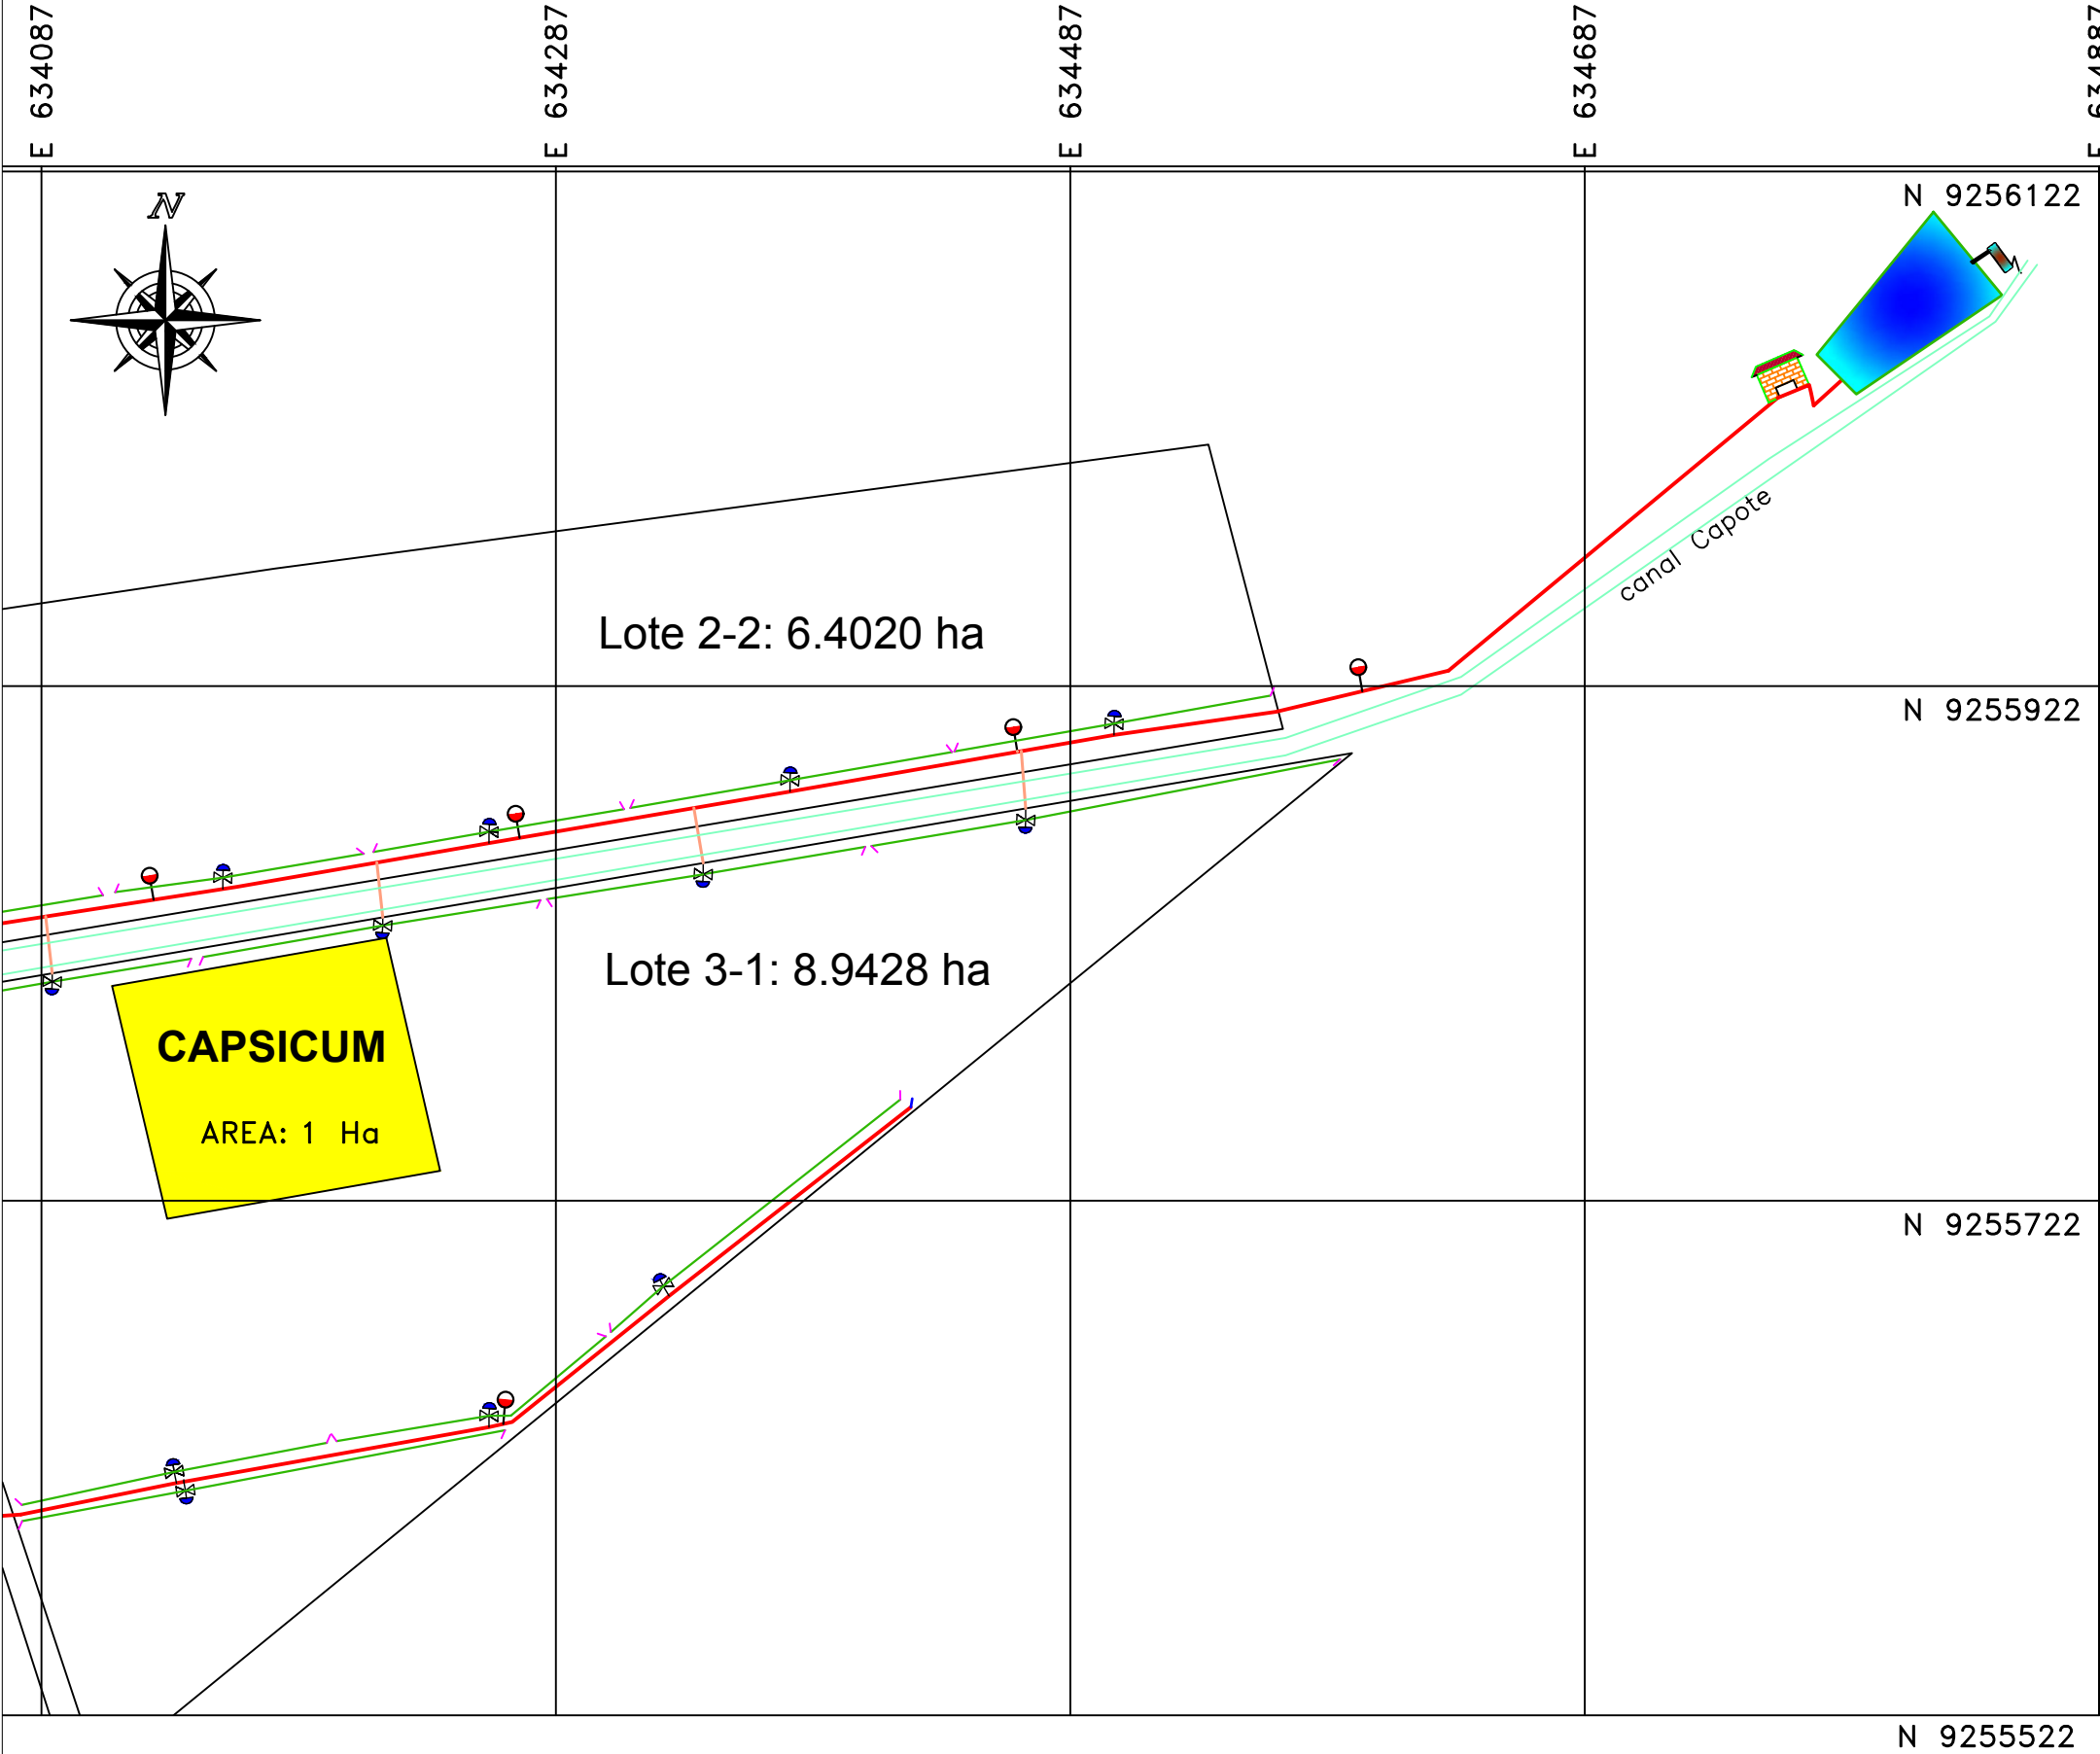 E 634087
E 634287
E 634487
E 634687
E 634887
N 9256122
N
canal Capote
Lote 2-2: 6.4020 ha
N 9255922
Lote 3-1: 8.9428 ha
CAPSICUM
AREA: 1 Ha
N 9255722
N 9255522